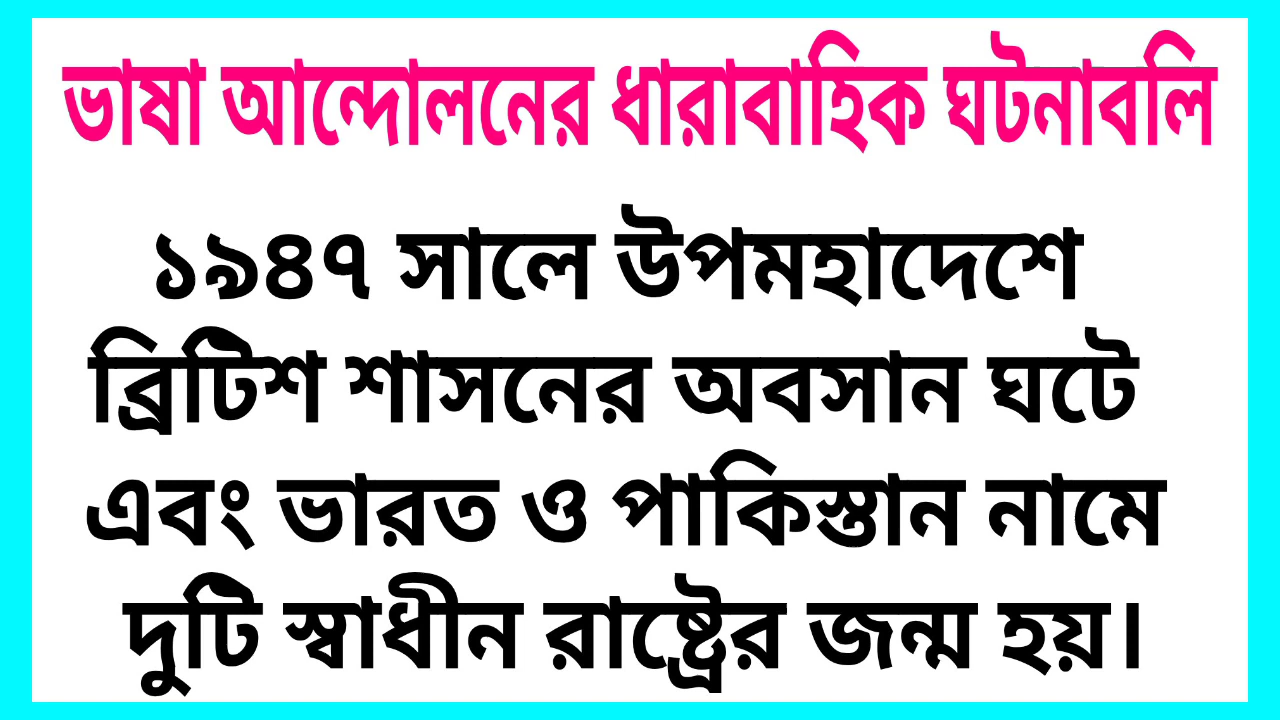 ভাষা আন্দোলনের ধারাবাহিক ঘটনাবলি
১৯৪৭ সালে উপমহাদেশে
ব্রিটিশ শাসনের অবসান ঘটে
এবং ভারত ও পাকিস্তান নামে
দুটি স্বাধীন রাষ্ট্রের জন্ম হয়।